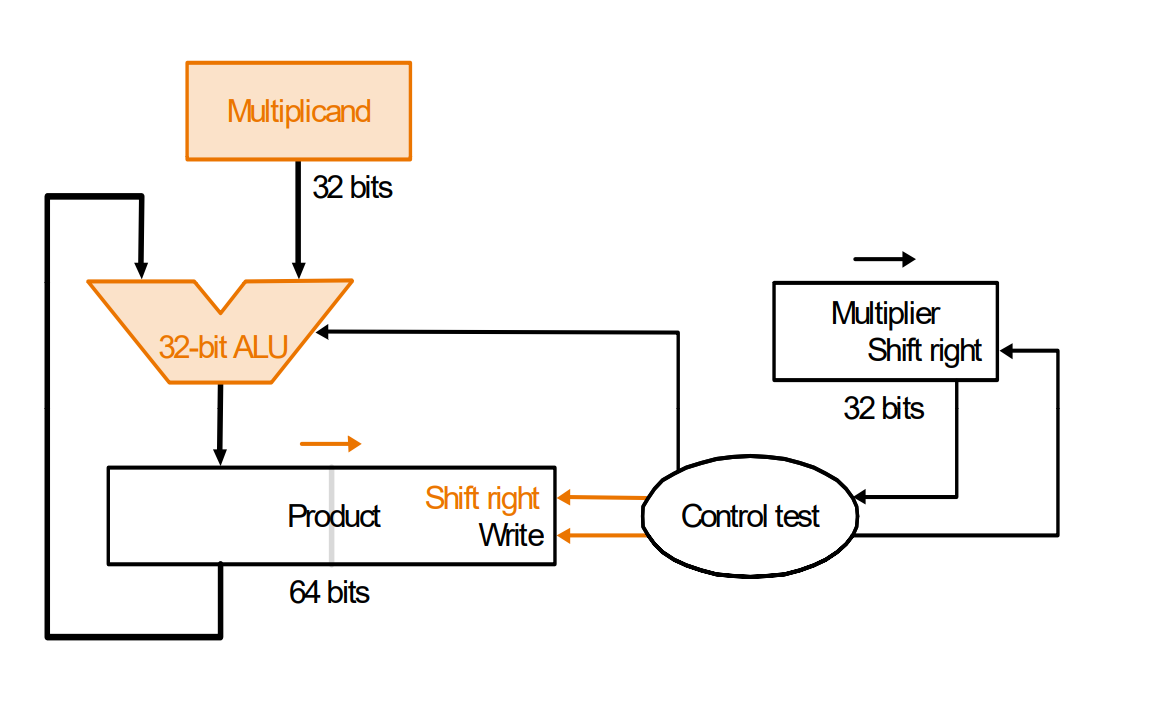 Multiplicand
32 bits
32-bit ALU
Multiplier
Shift right
32 bits
Product
Shift right
Write
64 bits
Control test